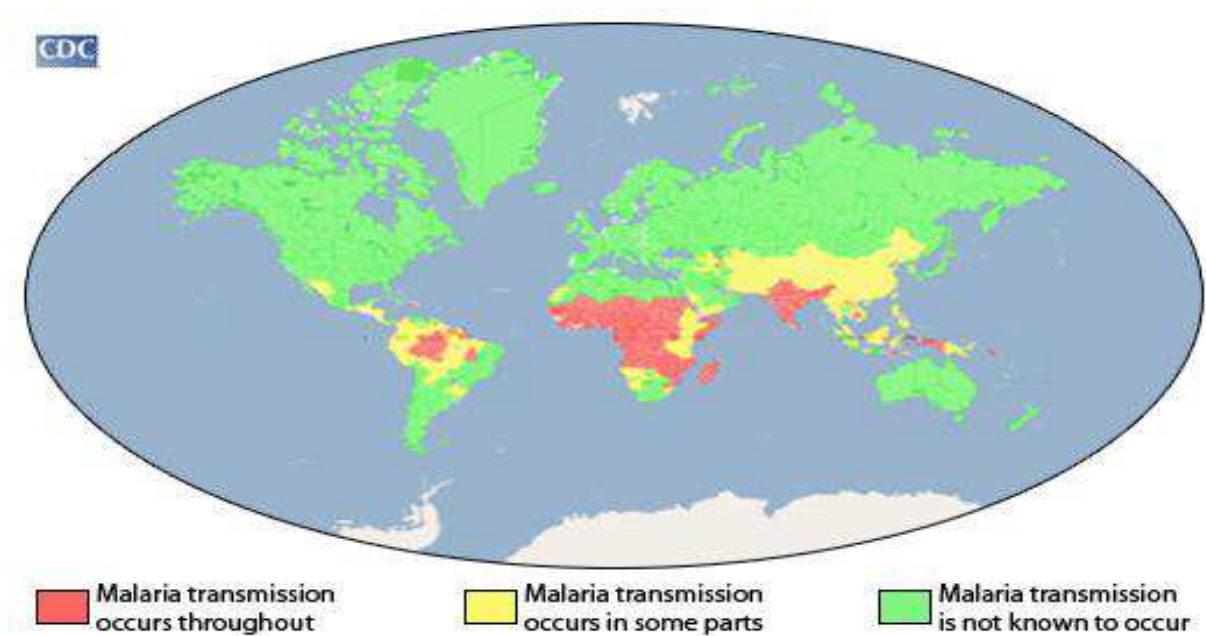 CDC
Malaria transmission
occurs throughout
Malaria transmission
occurs in some parts
Malaria transmission
is not known to occur